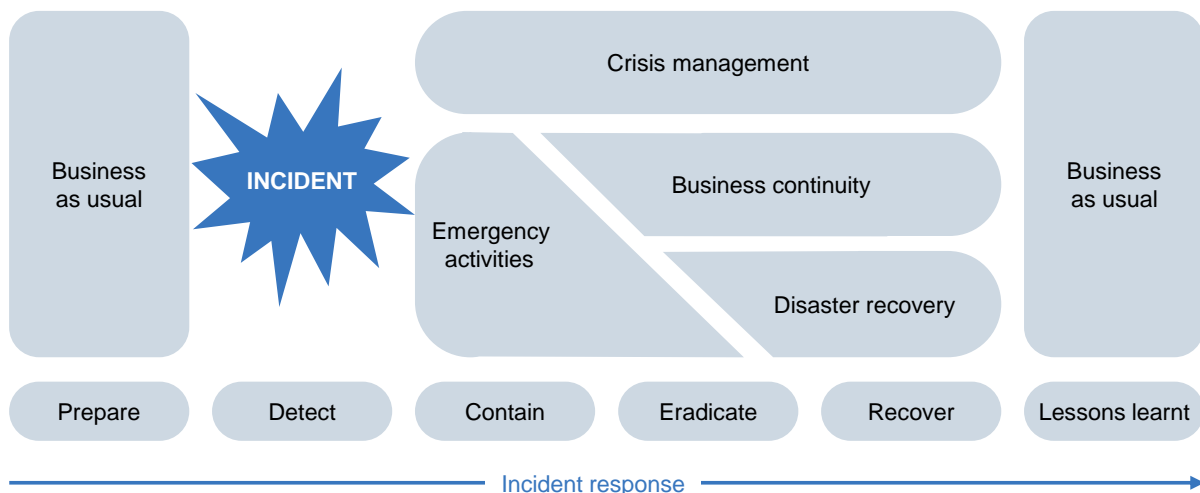 Business
as usual
INCIDENT
Crisis management
Emergency
activities
Business continuity
Disaster recovery
Business
as usual
Prepare
Detect
Contain
Eradicate
Recover
Lessons learnt
Incident response